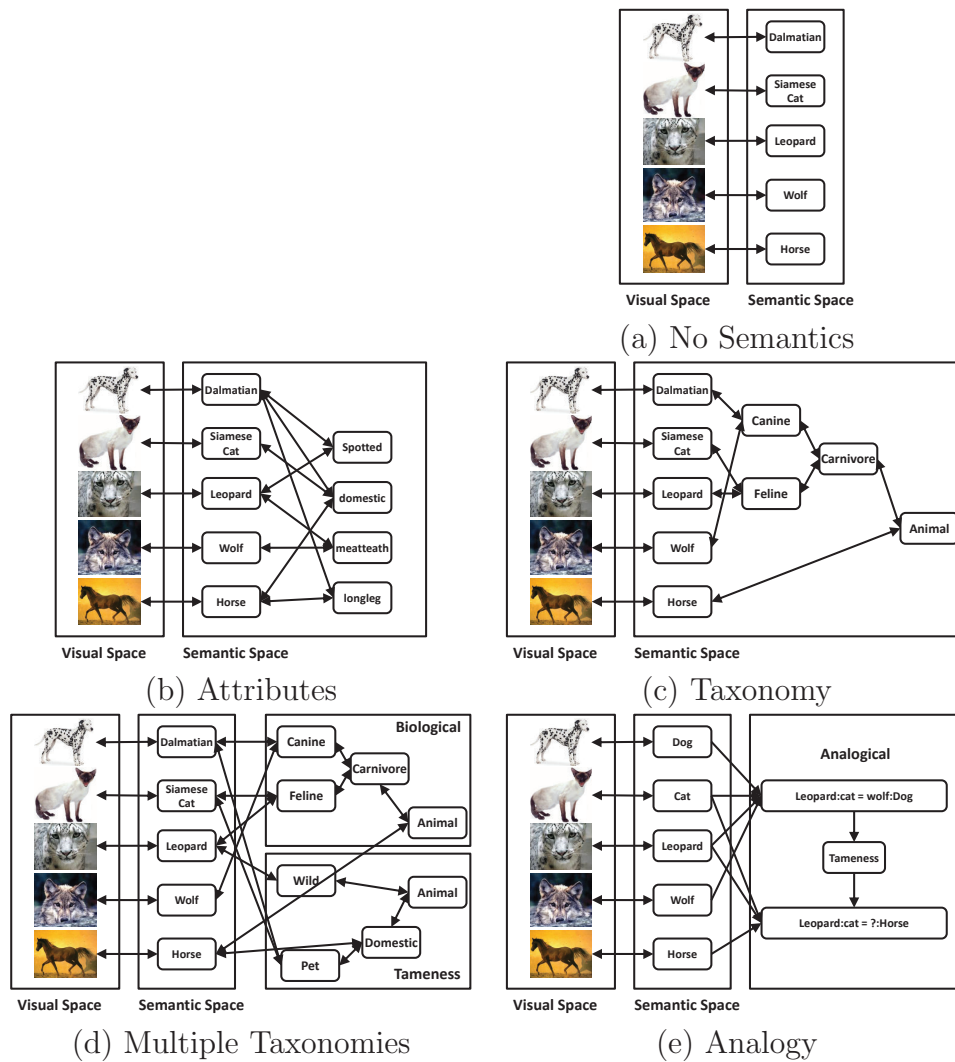 Dalmatian
Siamese
Cat
Leopard
Wolf
Horse
Visual Space
Semantic Space
(a) No Semantics
Dalmatian
Siamese
Cat
Leopard
Wolf
Horse
Spotted
domestic
meatteath
longleg
Visual Space
Semantic Space
(b) Attributes
Dalmatian
Siamese
Cat
Leopard
Wolf
Horse
Canine
Feline
Carnivore
Animal
Visual Space
Semantic Space
(c) Taxonomy
Dalmatian
Siamese
Cat
Leopard
Wolf
Horse
Biological
Canine
Carnivore
Feline
Animal
Wild
Animal
Domestic
Pet
Tameness
Visual Space
Semantic Space
(d) Multiple Taxonomies
Dog
Cat
Leopard
Wolf
Horse
Analogical
Leopard:cat = wolf:Dog
Tameness
Leopard:cat = ?:Horse
Visual Space
Semantic Space
(e) Analogy